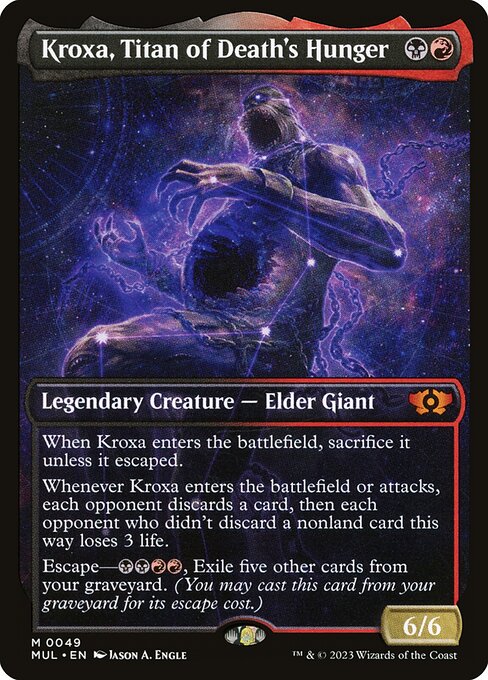 Kroxa, Titan of Death's Hunger
Legendary Creature — Elder Giant
When Kroxa enters the battlefield, sacrifice it
unless it escaped.
Whenever Kroxa enters the battlefield or attacks,
each opponent discards a card, then each
opponent who didn't discard a nonland card this
way loses 3 life.
Escape—, Exile five other cards from
your graveyard. (You may cast this card from your
graveyard for its escape cost.)
6/6
M 0049
MUL • EN Jason A. Engle
™ & © 2023 Wizards of the Coast